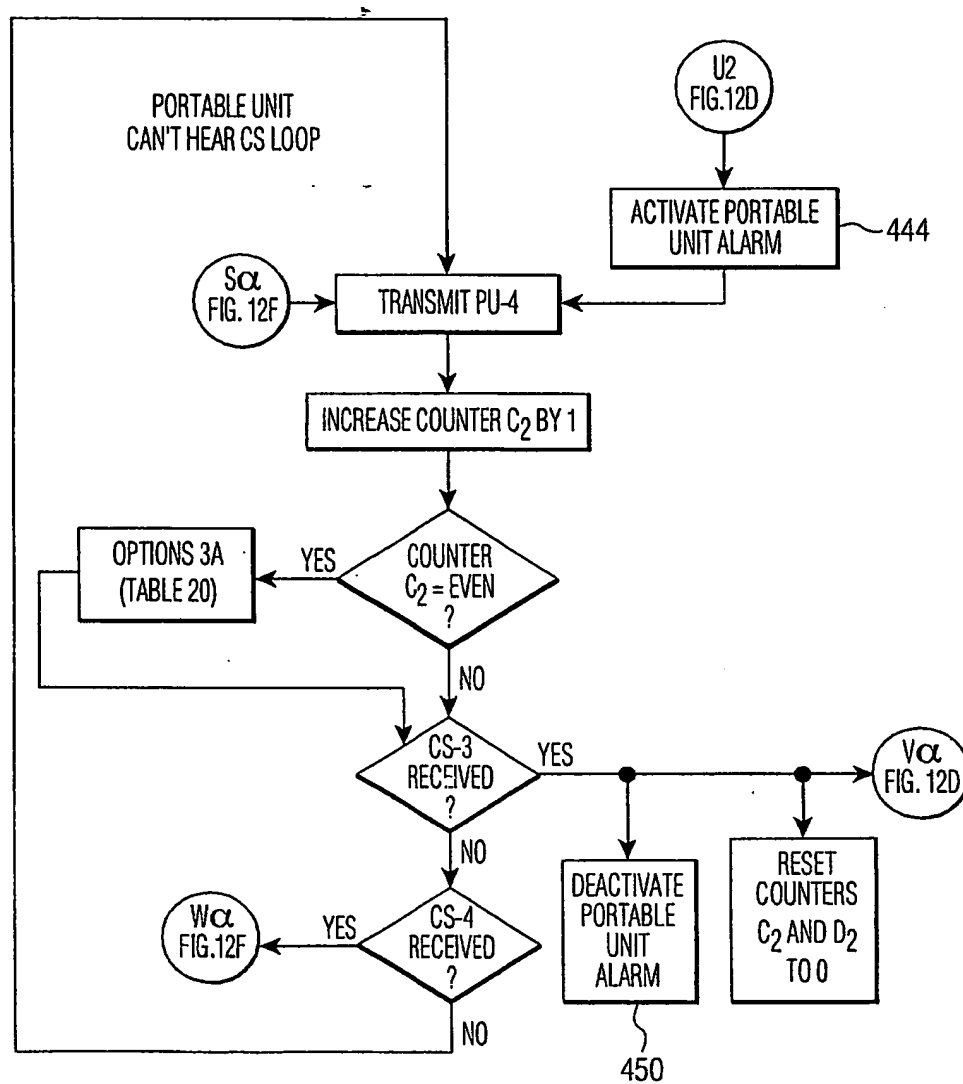 PORTABLE UNIT
CAN'T HEAR CS LOOP
U2
FIG.12D
ACTIVATE PORTABLE
UNIT ALARM
444
Sα
FIG. 12F
TRANSMIT PU-4
INCREASE COUNTER C2 BY 1
OPTIONS 3A
(TABLE 20)
YES
COUNTER
C2 = EVEN
?
NO
CS-3
RECEIVED
?
YES
Vα
FIG. 12D
NO
DEACTIVATE
PORTABLE
UNIT
ALARM
450
RESET
COUNTERS
C2 AND D2
TO 0
Wα
FIG.12F
YES
CS-4
RECEIVED
?
NO